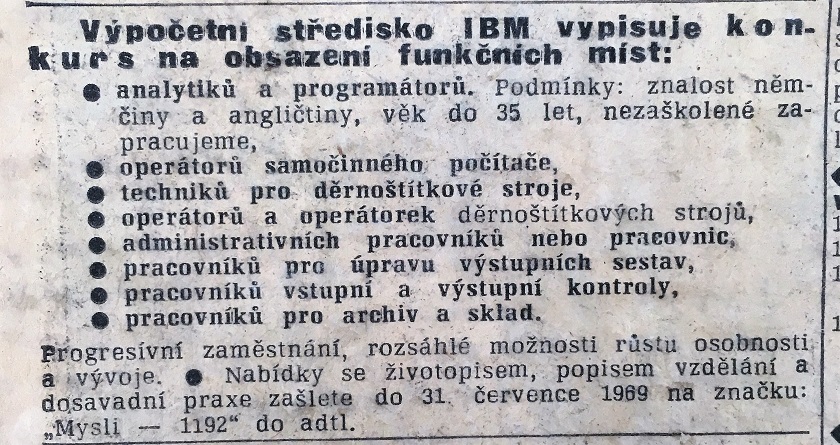 Výpočetní středisko IBM vypisuje kon-
kurs na obsazení funkčních míst:
● analytiků a programátorů. Podmínky: znalost něm-
činy a angličtiny, věk do 35 let, nezaškolené za-
pracujeme,
● operátorů samočinného počítače,
● techniků pro děrnoštítkové stroje,
● operátorů a operátorek děrnoštítkových strojů,
● administrativních pracovníků nebo pracovnic,
● pracovníků pro úpravu výstupních sestav,
● pracovníků vstupní a výstupní kontroly,
● pracovníků pro archiv a sklad.
Progresívní zaměstnání, rozsáhlé možnosti růstu osobnosti
a vývoje. ● Nabídky se životopisem, popisem vzdělání a
dosavadní praxe zašlete do 31. července 1969 na značku:
„Mysli — 1192“ do adtl.